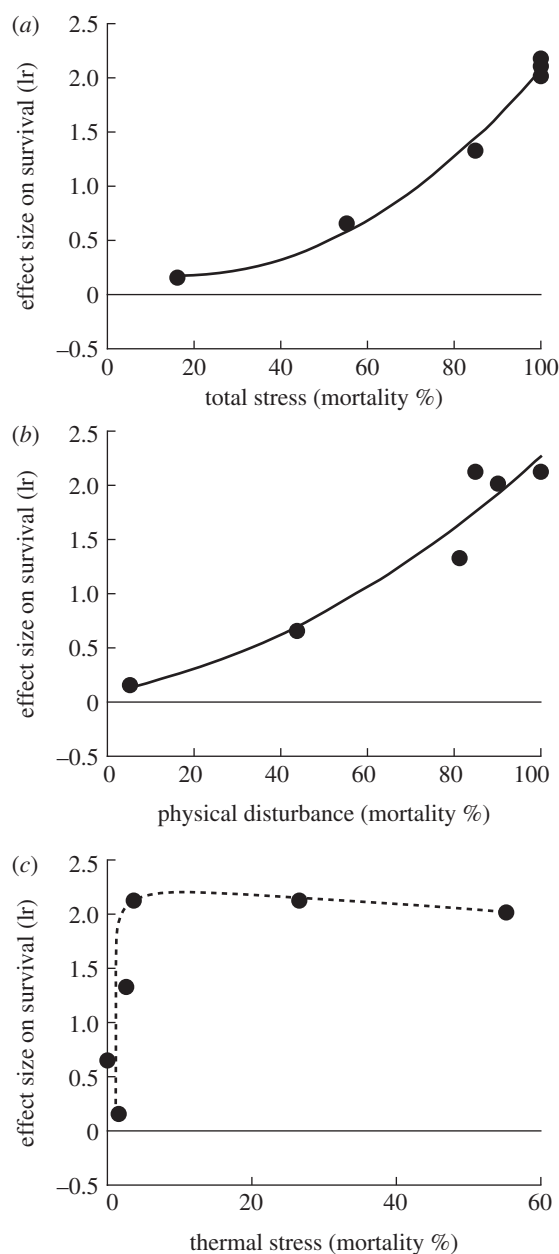 (a)
2.5
2.0
1.5
1.0
0.5
0
–0.5
effect size on survival (lr)
0 20 40 60 80 100
total stress (mortality %)
(b)
2.5
2.0
1.5
1.0
0.5
0
–0.5
effect size on survival (lr)
0 20 40 60 80 100
physical disturbance (mortality %)
(c)
2.5
2.0
1.5
1.0
0.5
0
–0.5
effect size on survival (lr)
0 20 40 60
thermal stress (mortality %)